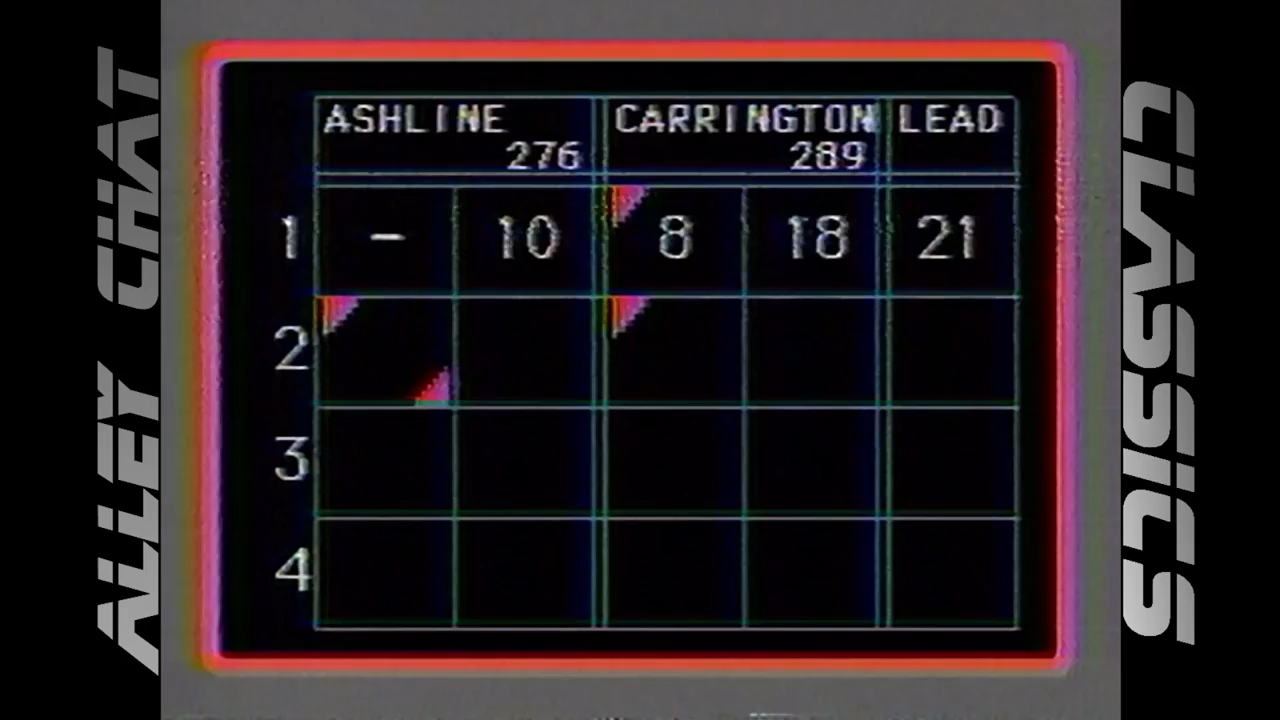 ALLEY CHAT
ASHLINE CARRINGTON LEAD
276 289
1 - 10 8 18 21
2
3
4
CLASSICS